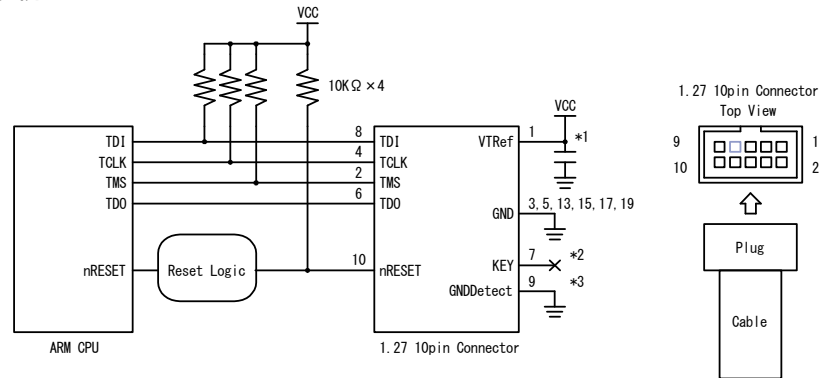 VCC
10KΩ×4
1.27 10pin Connector
Top View
VCC
TDI 8 TDI VTRef 1 *1
TCLK 4 TCLK
TMS 2 TMS
TDO 6 TDO
9 1
10 2
GND 3,5,13,15,17,19
nRESET Reset Logic 10 nRESET
KEY 7 *2
GNDDetect 9 *3
Plug
Cable
ARM CPU
1.27 10pin Connector